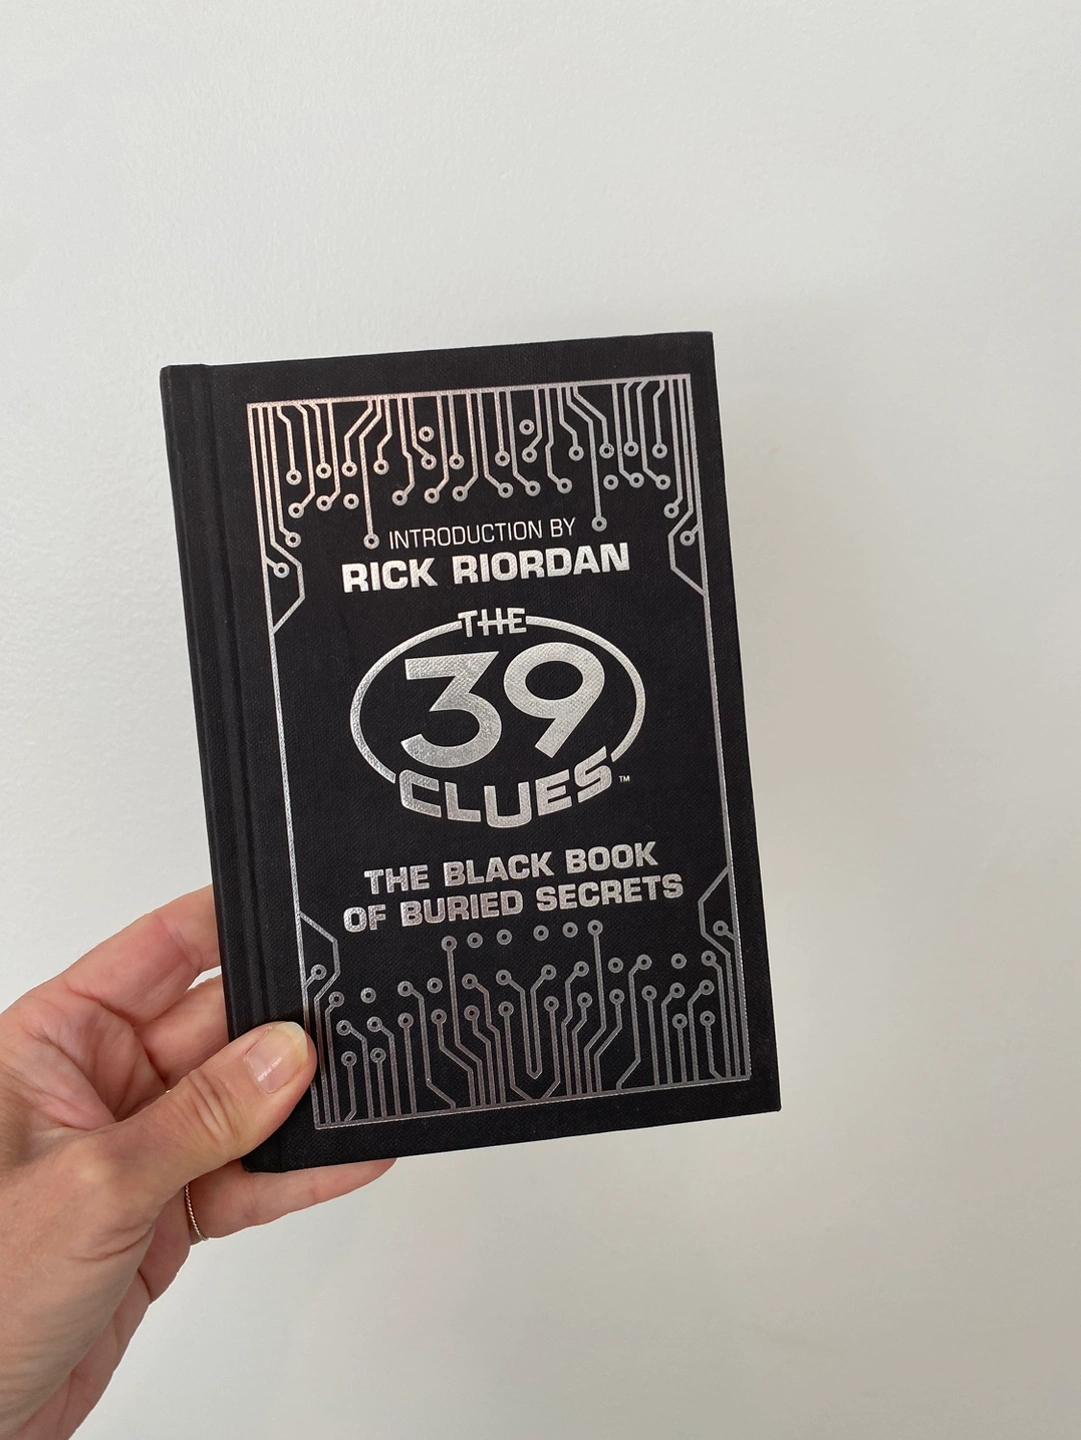 INTRODUCTION BY
RICK RIORDAN
THE
39
CLUES™
THE BLACK BOOK
OF BURIED SECRETS